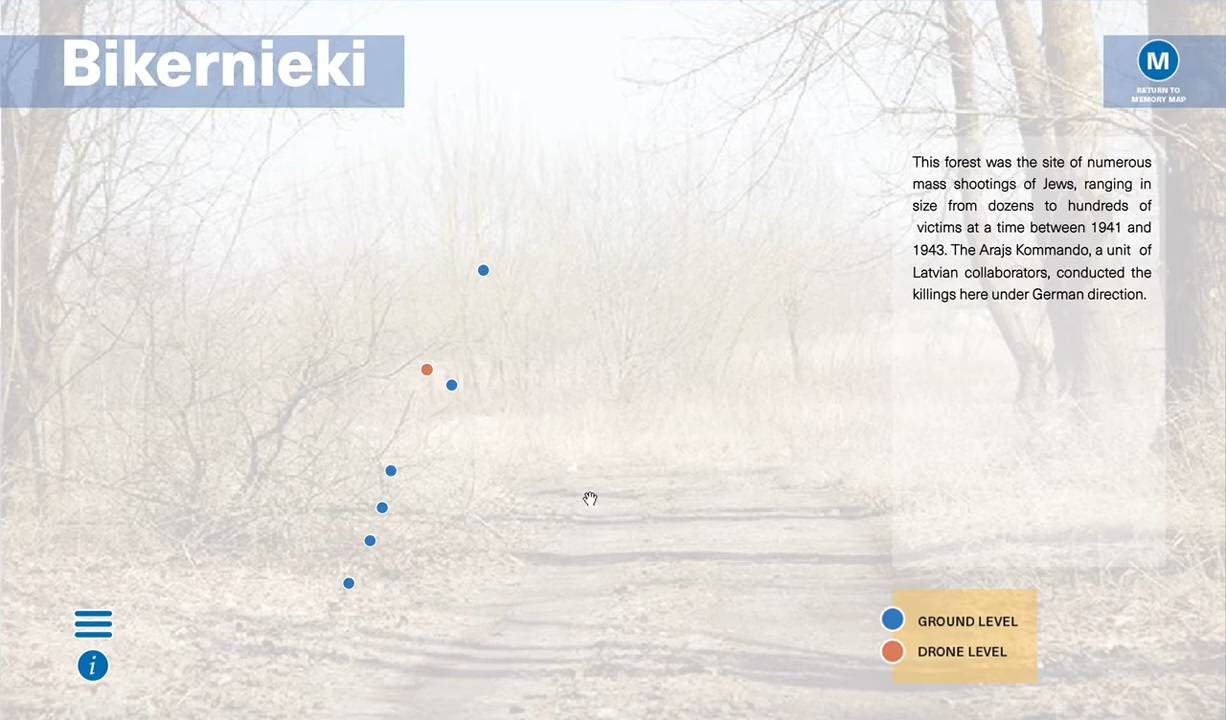 Bikernieki
M
RETURN TO
MEMORY MAP
This forest was the site of numerous
mass shootings of Jews, ranging in
size from dozens to hundreds of
victims at a time between 1941 and
1943. The Arajs Kommando, a unit of
Latvian collaborators, conducted the
killings here under German direction.
i
GROUND LEVEL
DRONE LEVEL